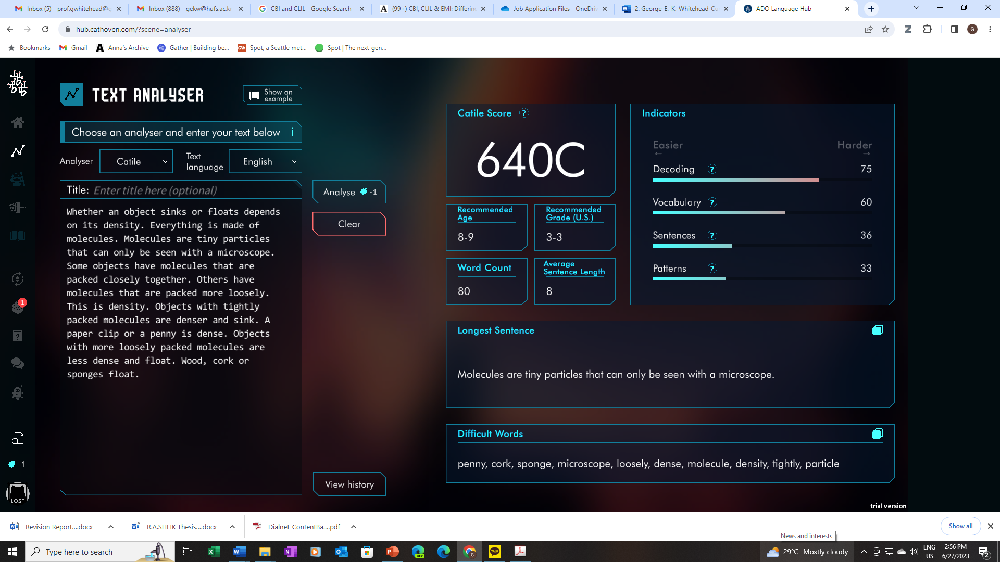 Inbox (5) - prof.gwhitehead@g
Inbox (888) - gekw@hufs.ac.kr
CBI and CLIL - Google Search
(99+) CBI, CLIL & EMI: Differing
Job Application Files - OneDriv
2. George-E.-K.-Whitehead-Cu
ADO Language Hub
hub.cathoven.com/?scene=analyser
G
Bookmarks
Gmail
Anna's Archive
Gather | Building be...
Spot, a Seattle met...
Spot | The next-gen...
TEXT ANALYSER
Show an
example
Choose an analyser and enter your text below i
Analyser
Catile
Text
language
English
Title: Enter title here (optional)
Whether an object sinks or floats depends
on its density. Everything is made of
molecules. Molecules are tiny particles
that can only be seen with a microscope.
Some objects have molecules that are
packed closely together. Others have
molecules that are packed more loosely.
This is density. Objects with tightly
packed molecules are denser and sink. A
paper clip or a penny is dense. Objects
with more loosely packed molecules are
less dense and float. Wood, cork or
sponges float.
Analyse -1
Clear
View history
1
1
LOST
Catile Score ?
640C
Recommended
Age
8-9
Recommended
Grade (U.S.)
3-3
Word Count
80
Average
Sentence Length
8
Indicators
Easier
Harder
Decoding ? 75
Vocabulary ? 60
Sentences ? 36
Patterns ? 33
Longest Sentence
Molecules are tiny particles that can only be seen with a microscope.
Difficult Words
penny, cork, sponge, microscope, loosely, dense, molecule, density, tightly, particle
trial version
Revision Report....docx
R.A.SHEIK Thesis....docx
Dialnet-ContentBa....pdf
Show all
News and interests
Type here to search
29°C Mostly cloudy
ENG
US
2:56 PM
6/27/2023
2